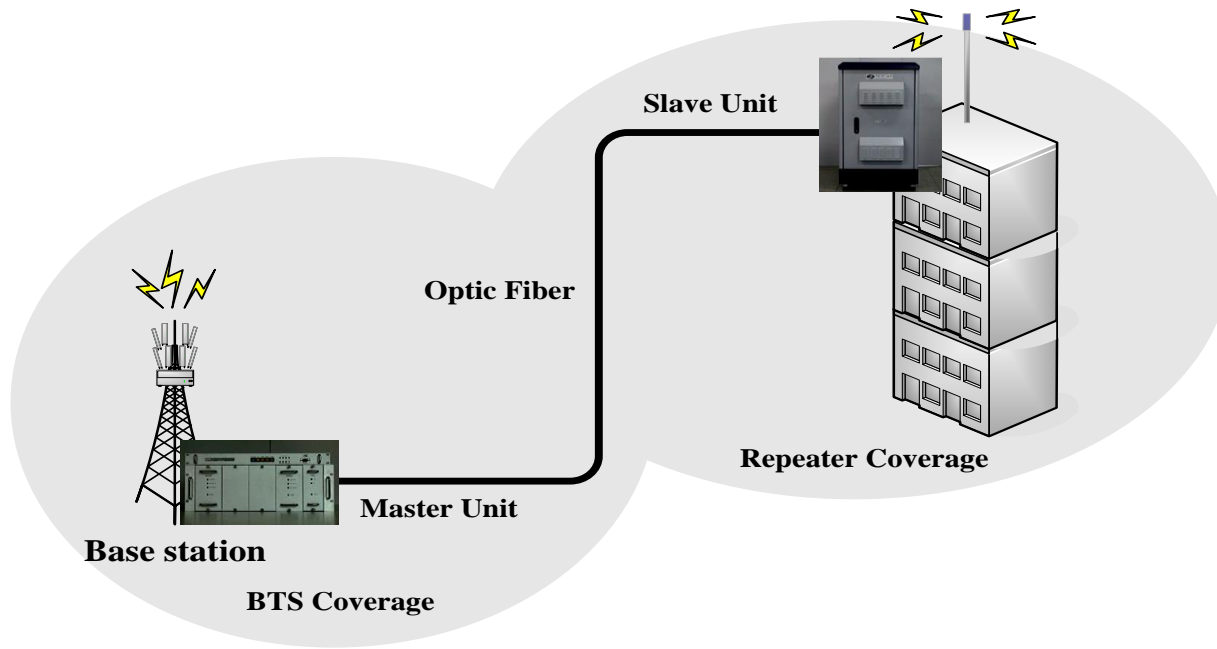 Slave Unit
Optic Fiber
Repeater Coverage
Master Unit
Base station
BTS Coverage